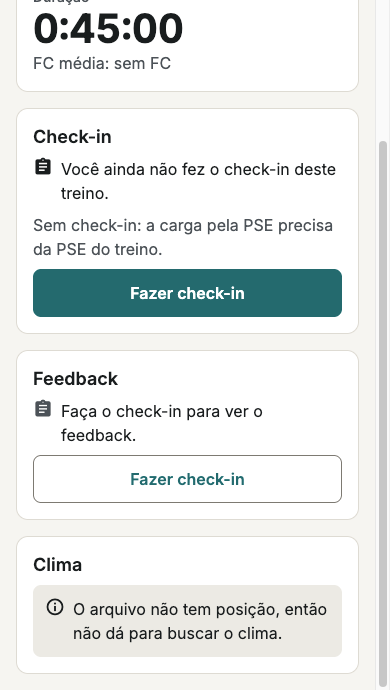 Duração
0:45:00
FC média: sem FC
Check-in
Você ainda não fez o check-in deste
treino.
Sem check-in: a carga pela PSE precisa
da PSE do treino.
Fazer check-in
Feedback
Faça o check-in para ver o
feedback.
Fazer check-in
Clima
O arquivo não tem posição, então
não dá para buscar o clima.